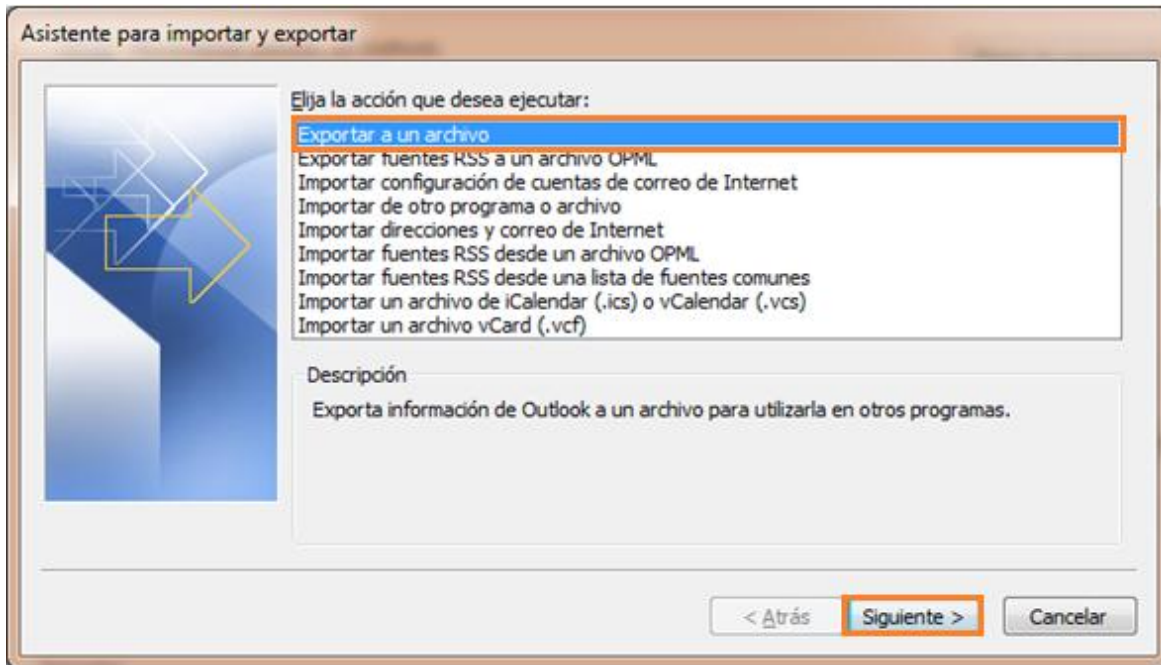 Asistente para importar y exportar
Elija la acción que desea ejecutar:
Exportar a un archivo
Exportar fuentes RSS a un archivo OPML
Importar configuración de cuentas de correo de Internet
Importar de otro programa o archivo
Importar direcciones y correo de Internet
Importar fuentes RSS desde un archivo OPML
Importar fuentes RSS desde una lista de fuentes comunes
Importar un archivo de iCalendar (.ics) o vCalendar (.vcs)
Importar un archivo vCard (.vcf)
Descripción
Exporta información de Outlook a un archivo para utilizarla en otros programas.
< Atrás Siguiente > Cancelar